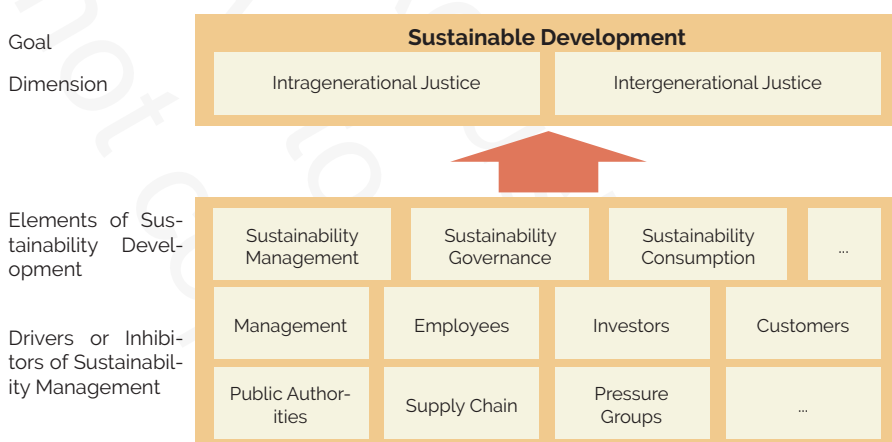 Goal
Sustainable Development
Dimension
Intragenerational Justice
Intergenerational Justice
Elements of Sus-
tainability Devel-
opment
Sustainability
Management
Sustainability
Governance
Sustainability
Consumption
...
Drivers or Inhibi-
tors of Sustainabil-
ity Management
Management
Employees
Investors
Customers
Public Author-
ities
Supply Chain
Pressure
Groups
...